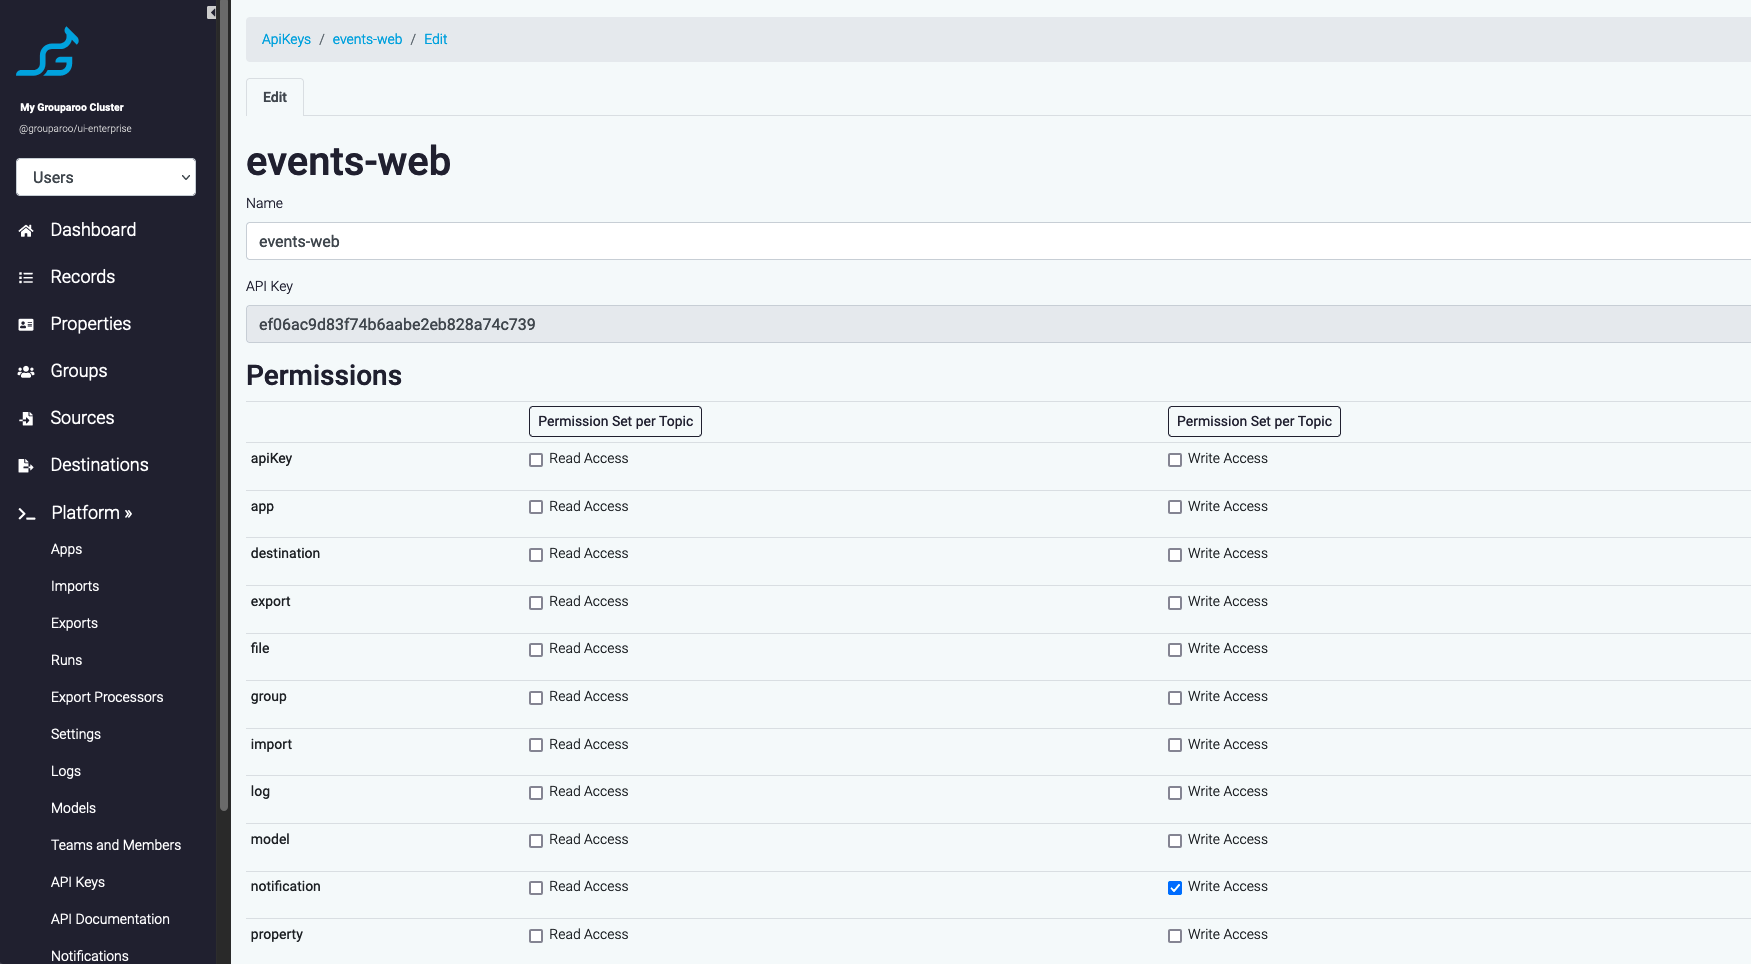 My Grouparoo Cluster
@grouparoo/ui-enterprise
Users
Dashboard
Records
Properties
Groups
Sources
Destinations
Platform »
Apps
Imports
Exports
Runs
Export Processors
Settings
Logs
Models
Teams and Members
API Keys
API Documentation
Notifications
ApiKeys / events-web / Edit
Edit
events-web
Name
events-web
API Key
ef06ac9d83f74b6aabe2eb828a74c739
Permissions
Permission Set per Topic Permission Set per Topic
apiKey Read Access Write Access
app Read Access Write Access
destination Read Access Write Access
export Read Access Write Access
file Read Access Write Access
group Read Access Write Access
import Read Access Write Access
log Read Access Write Access
model Read Access Write Access
notification Read Access Write Access
property Read Access Write Access